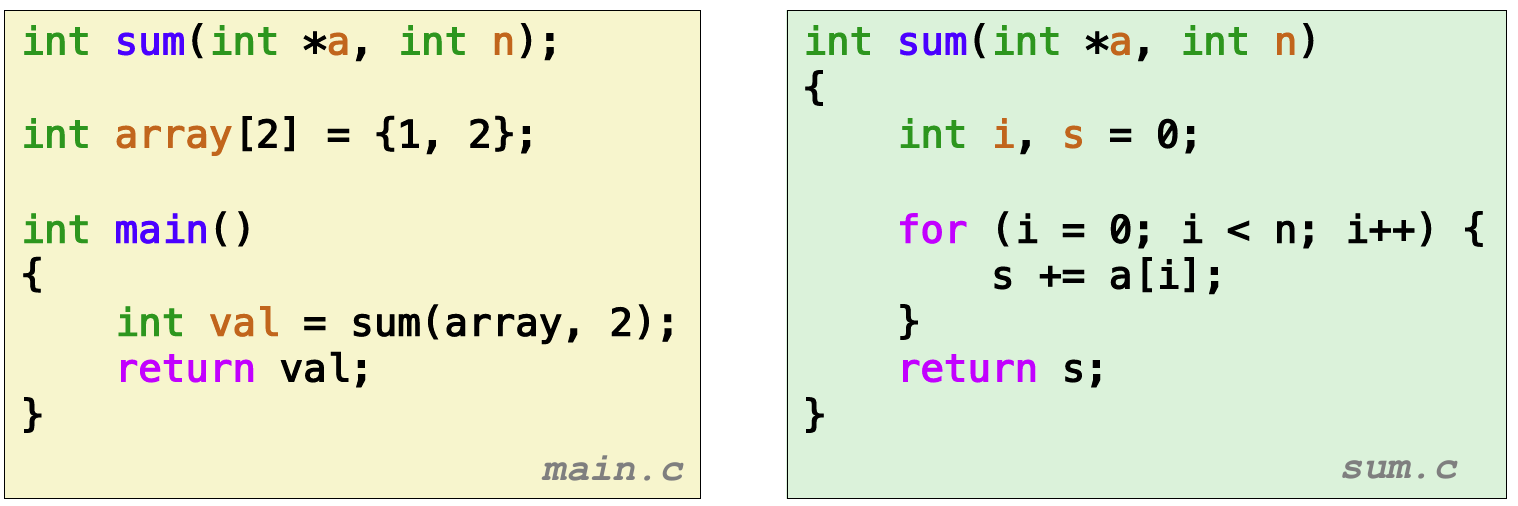 int sum(int *a, int n);

int array[2] = {1, 2};

int main()
{
    int val = sum(array, 2);
    return val;
}
main.c
int sum(int *a, int n)
{
    int i, s = 0;

    for (i = 0; i < n; i++) {
        s += a[i];
    }
    return s;
}
sum.c